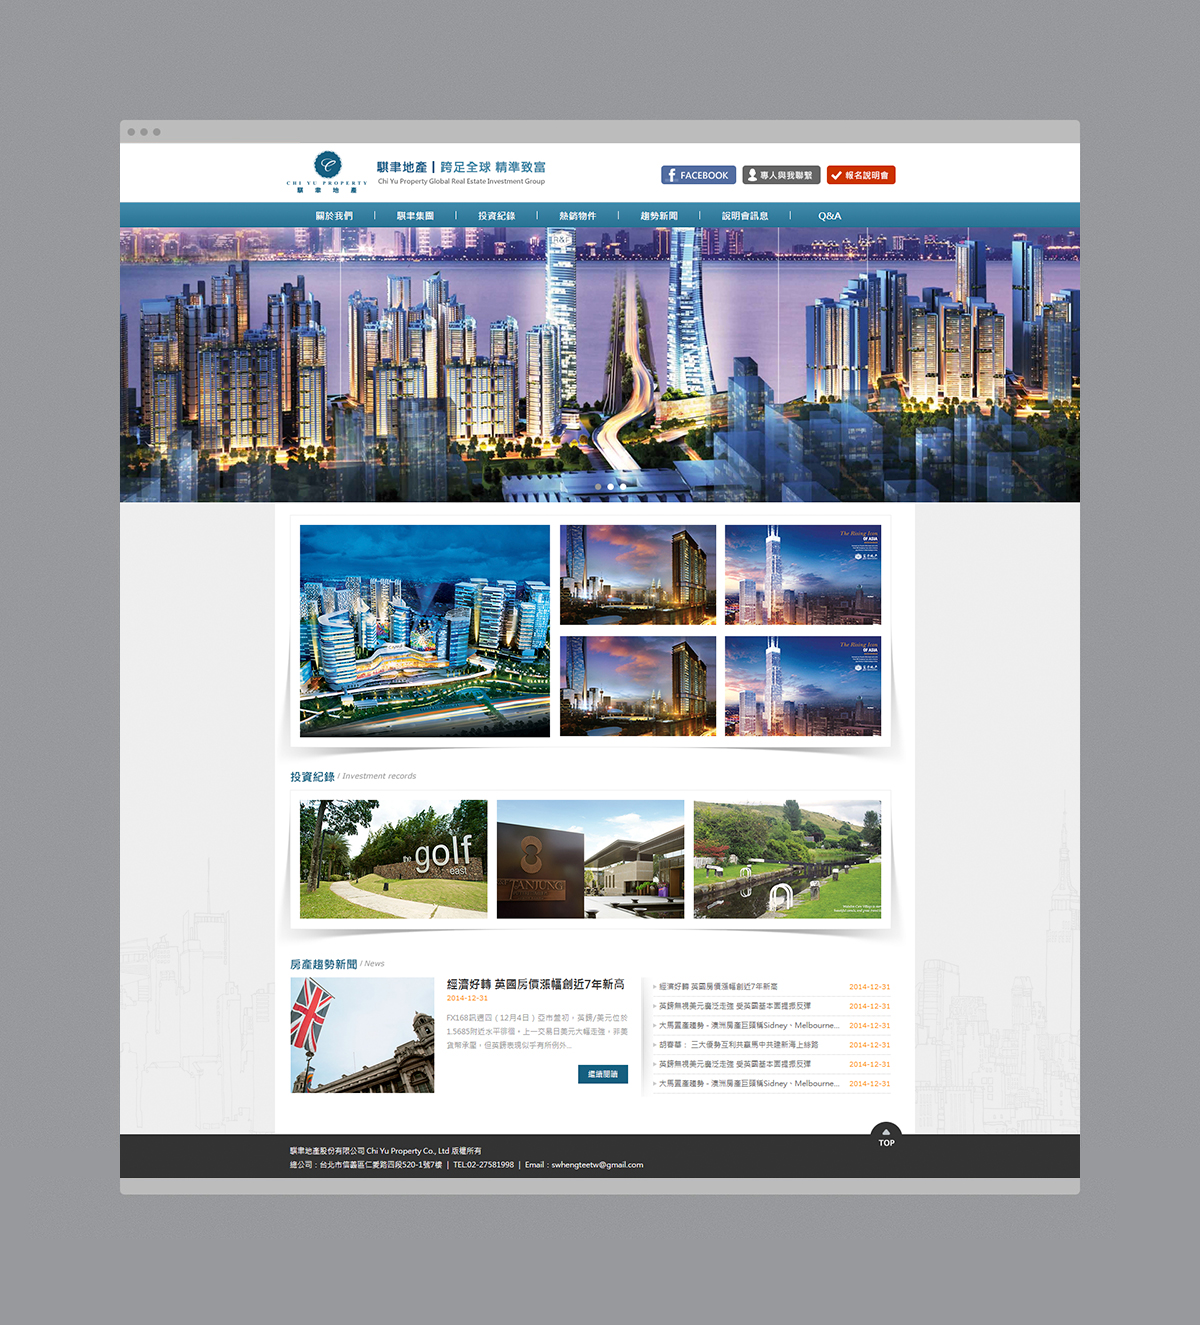 CHI YU PROPERTY
騏聿地產
騏聿地產 | 跨足全球 精準致富
Chi Yu Property Global Real Estate Investment Group
FACEBOOK
專人與我聯繫
報名說明會
關於我們 | 騏聿集團 | 投資紀錄 | 熱銷物件 | 趨勢新聞 | 說明會訊息 | Q&A
R&F
The Rising Icon
OF ASIA
The Rising Icon
OF ASIA
投資紀錄 / Investment records
the golf east
8
TANJUNG
房產趨勢新聞 / News
經濟好轉 英國房價漲幅創近7年新高
2014-12-31
FX168訊週四（12月4日）亞市盤初，英鎊/美元位於
1.5685附近水平徘徊。上一交易日美元大幅走強，非美
貨幣承壓，但英鎊表現似乎有所例外...
繼續閱讀
經濟好轉 英國房價漲幅創近7年新高 2014-12-31
英鎊無視美元廣泛走強 受英國基本面提振反彈 2014-12-31
大馬置產趨勢 - 澳洲房產巨頭稱Sidney、Melbourne... 2014-12-31
胡春華： 三大優勢互利共贏馬中共建新海上絲路 2014-12-31
英鎊無視美元廣泛走強 受英國基本面提振反彈 2014-12-31
大馬置產趨勢 - 澳洲房產巨頭稱Sidney、Melbourne... 2014-12-31
TOP
騏聿地產股份有限公司 Chi Yu Property Co., Ltd 版權所有
總公司：台北市信義區仁愛路四段520-1號7樓 | TEL:02-27581998 | Email：swhengteetw@gmail.com